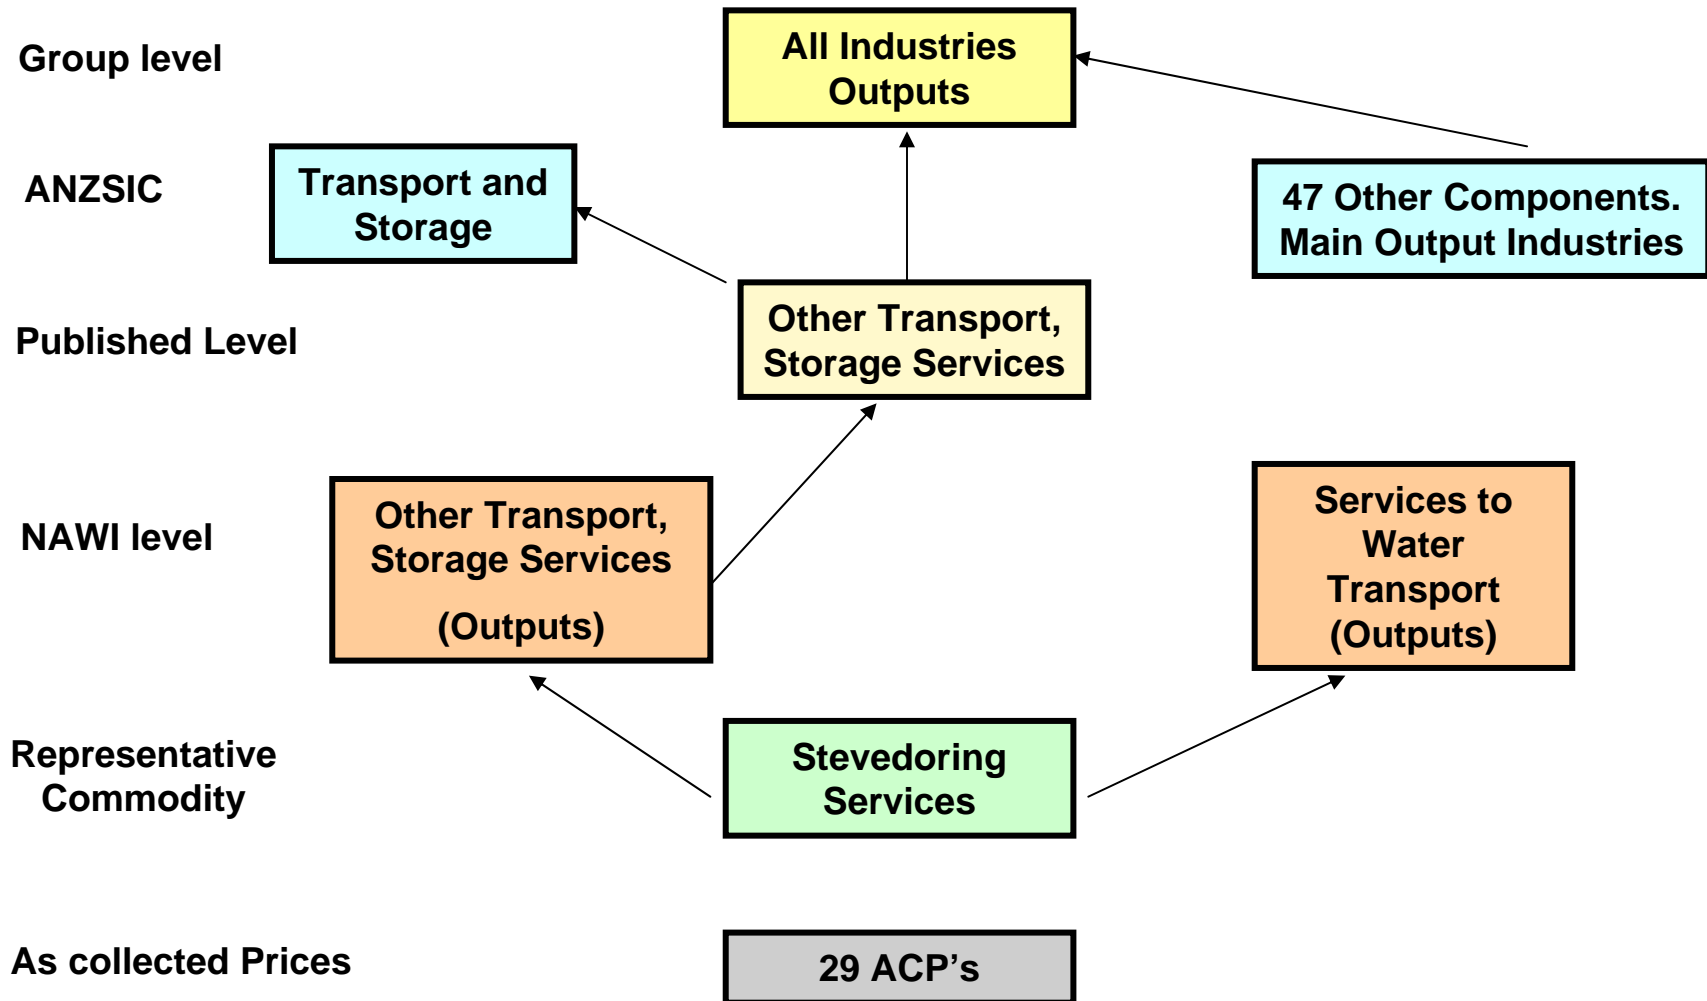 Group level
All Industries
Outputs
ANZSIC
Transport and
Storage
47 Other Components.
Main Output Industries
Published Level
Other Transport,
Storage Services
NAWI level
Other Transport,
Storage Services
(Outputs)
Services to
Water
Transport
(Outputs)
Representative
Commodity
Stevedoring
Services
As collected Prices
29 ACP’s